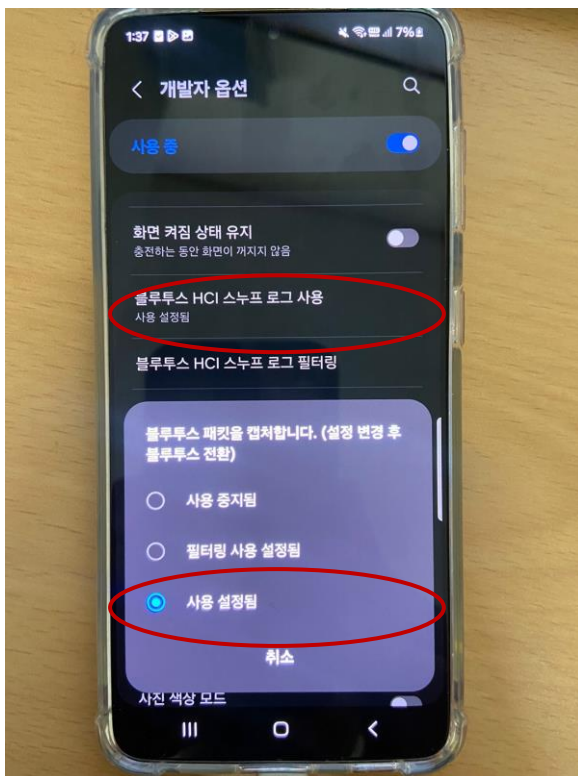 1:37 7%
개발자 옵션
사용 중
화면 켜짐 상태 유지
충전하는 동안 화면이 꺼지지 않음
블루투스 HCI 스누프 로그 사용
사용 설정됨
블루투스 HCI 스누프 로그 필터링
블루투스 패킷을 캡처합니다. (설정 변경 후
블루투스 전환)
사용 중지됨
필터링 사용 설정됨
사용 설정됨
취소
사진 색상 모드